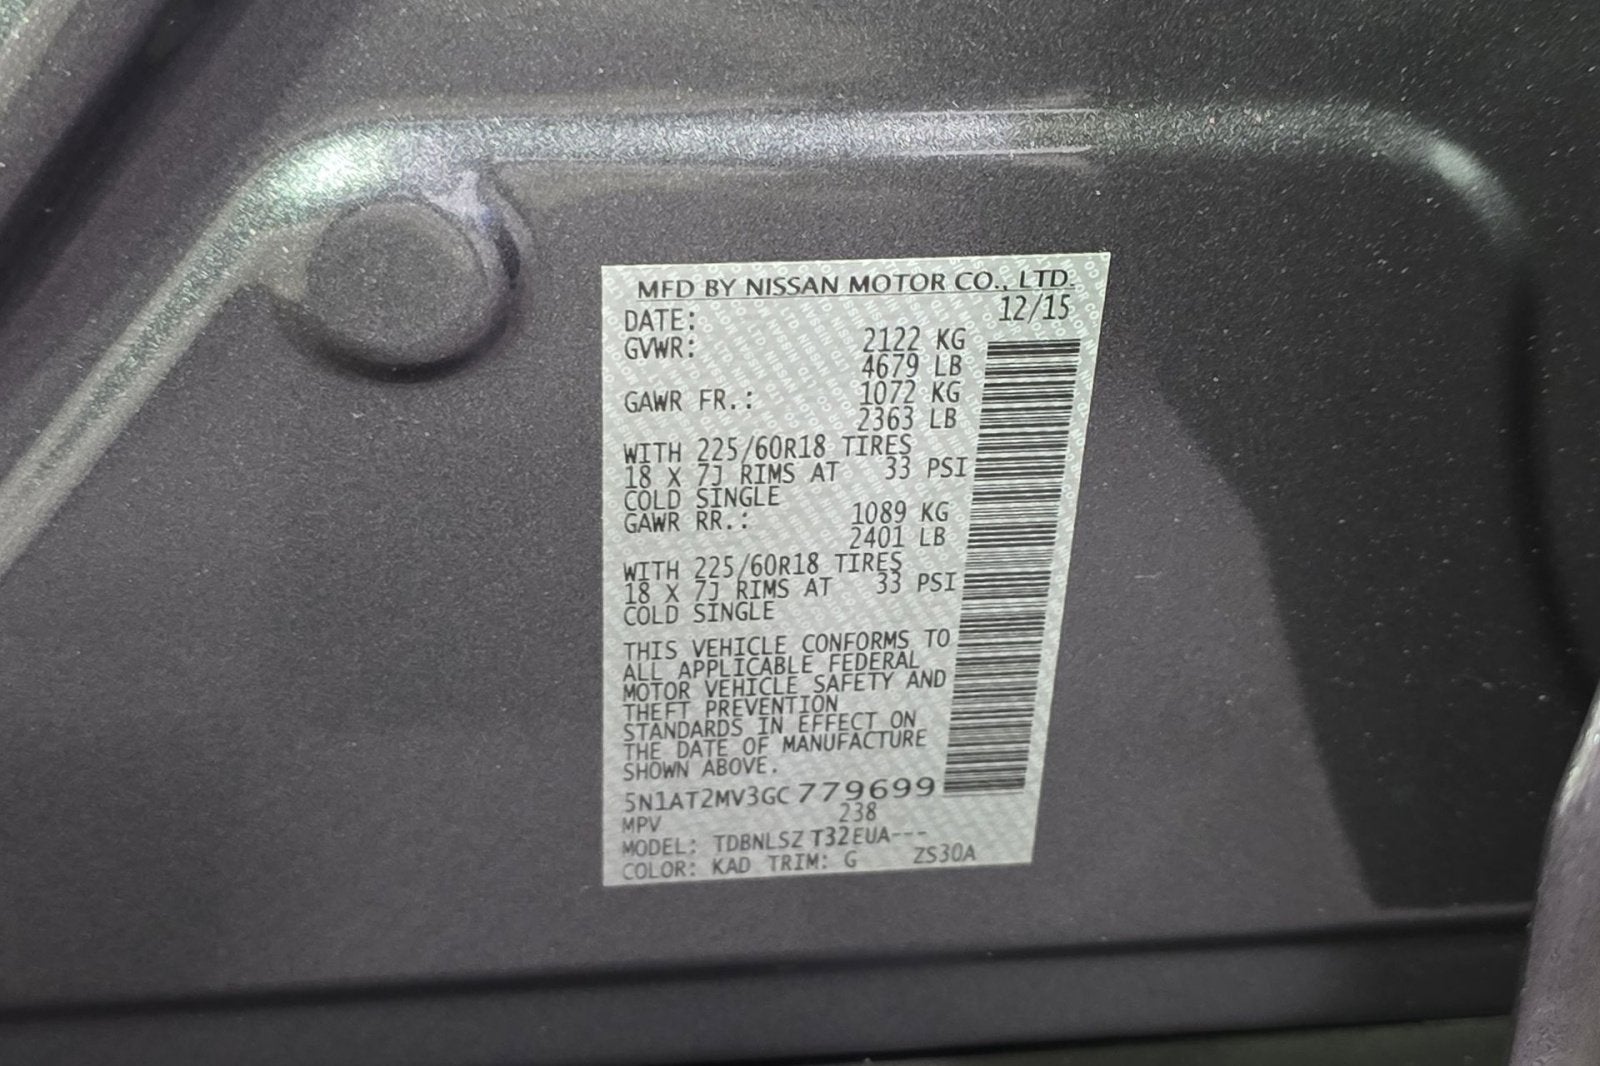 MFD BY NISSAN MOTOR CO., LTD.
DATE: 12/15
GVWR: 2122 KG
4679 LB
GAWR FR.: 1072 KG
2363 LB
WITH 225/60R18 TIRES
18 X 7J RIMS AT 33 PSI
COLD SINGLE
GAWR RR.: 1089 KG
2401 LB
WITH 225/60R18 TIRES
18 X 7J RIMS AT 33 PSI
COLD SINGLE
THIS VEHICLE CONFORMS TO
ALL APPLICABLE FEDERAL
MOTOR VEHICLE SAFETY AND
THEFT PREVENTION
STANDARDS IN EFFECT ON
THE DATE OF MANUFACTURE
SHOWN ABOVE.
5N1AT2MV3GC779699
MPV 238
MODEL: TDBNLSZ T32EUA---
COLOR: KAD TRIM: G ZS30A